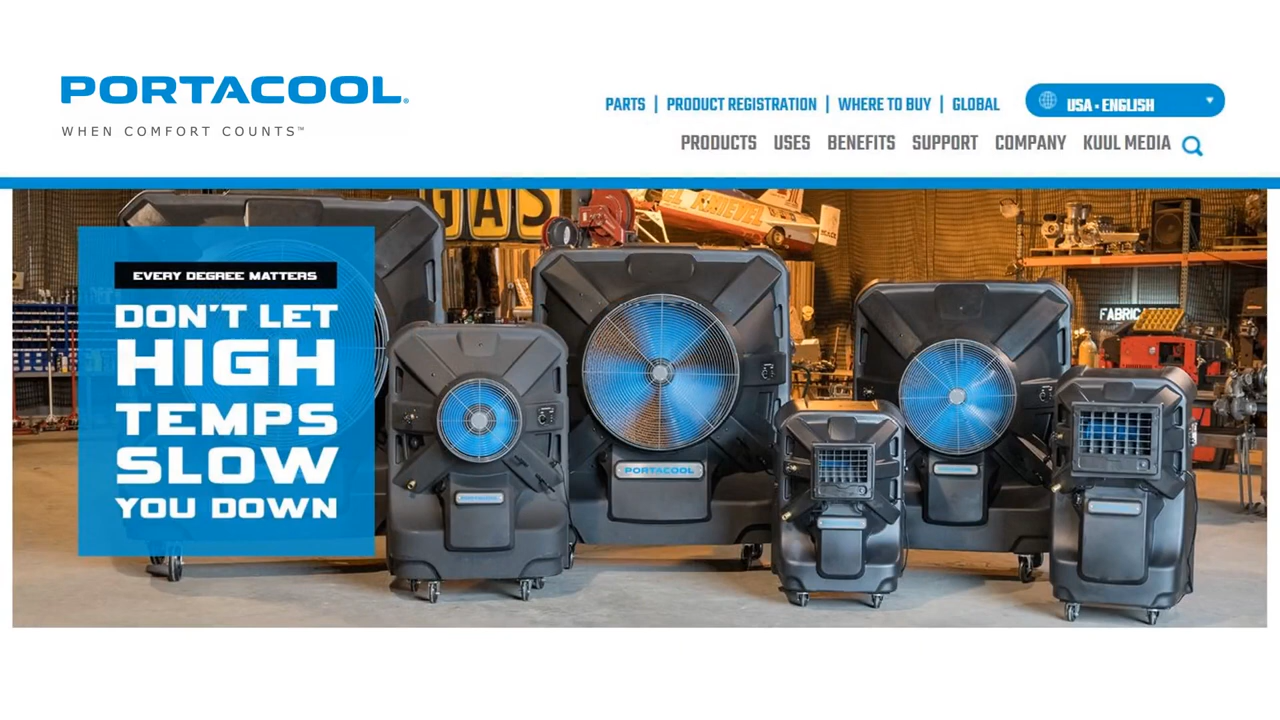 PORTACOOL®
WHEN COMFORT COUNTS™
PARTS | PRODUCT REGISTRATION | WHERE TO BUY | GLOBAL
USA - ENGLISH
PRODUCTS USES BENEFITS SUPPORT COMPANY KUUL MEDIA
GAS
EVERY DEGREE MATTERS
DON'T LET
HIGH
TEMPS
SLOW
YOU DOWN
PORTACOOL
PORTACOOL